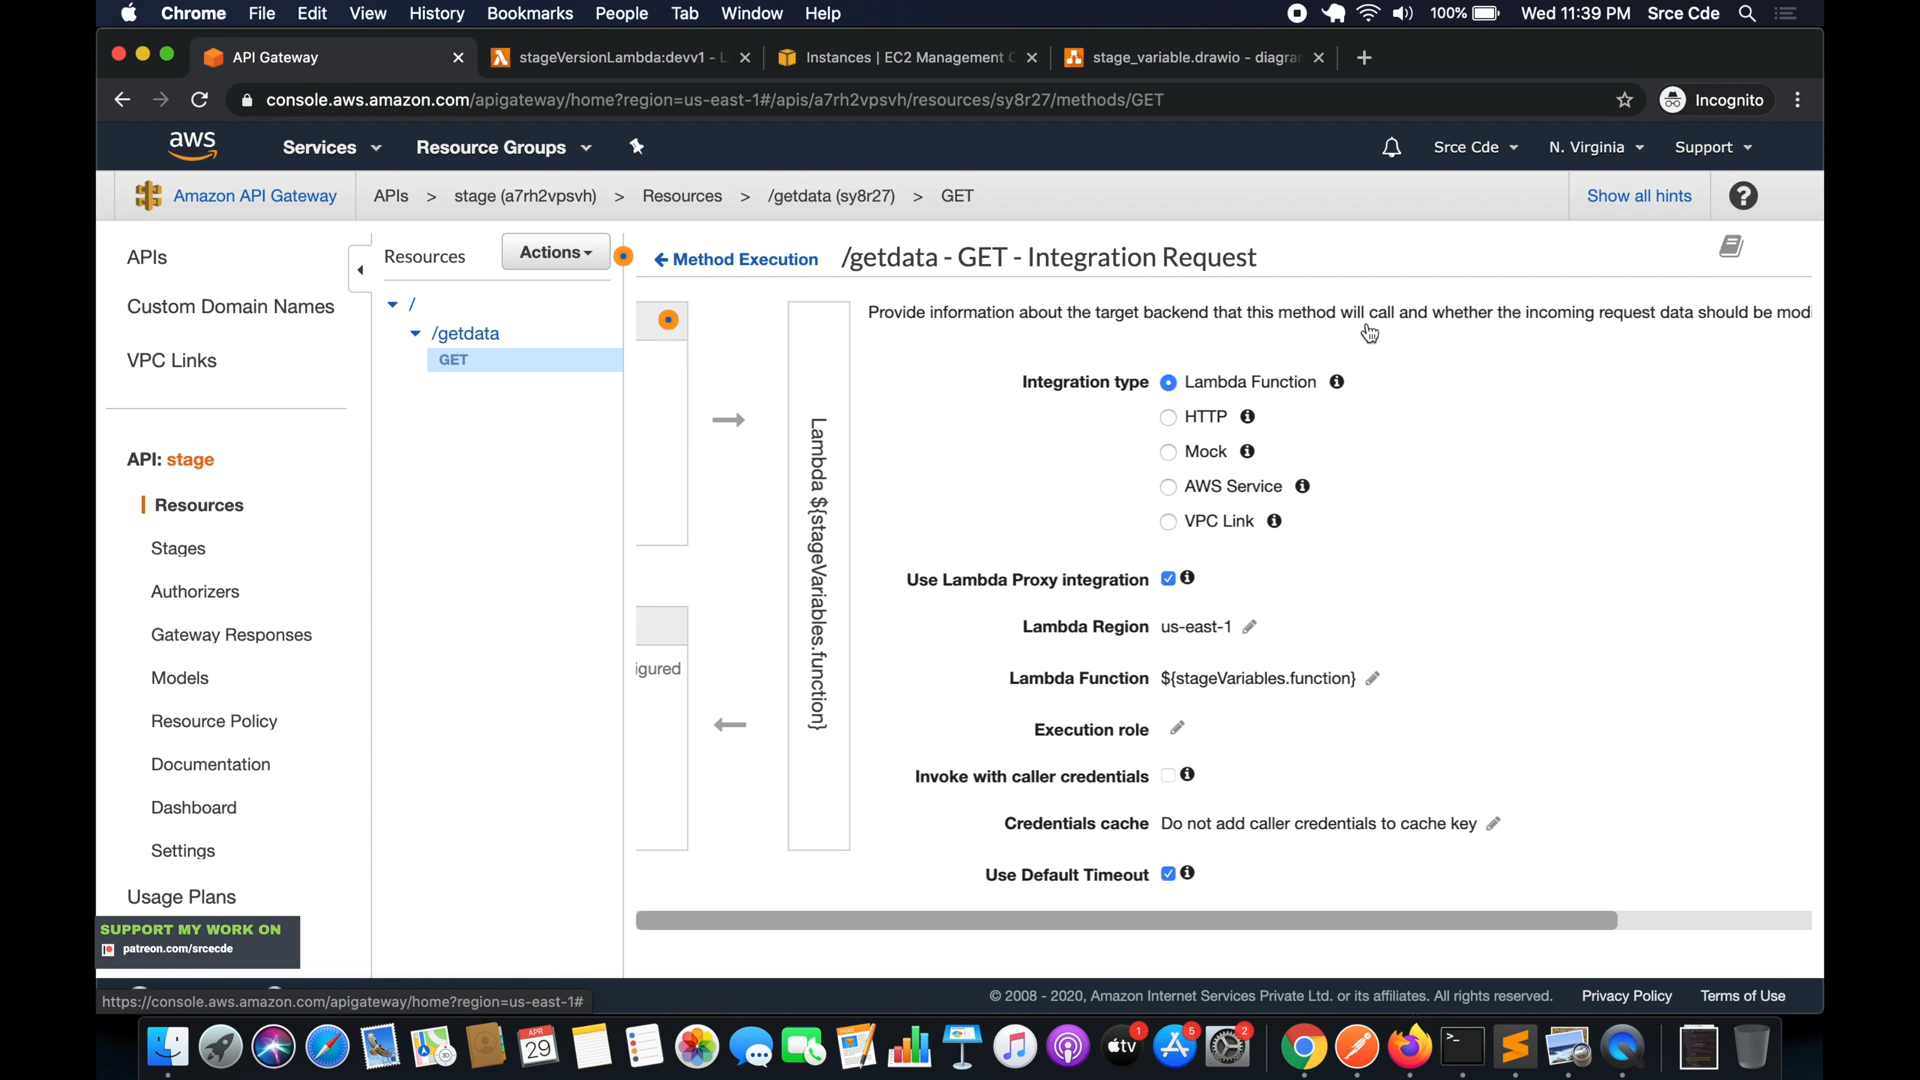 Chrome File Edit View History Bookmarks People Tab Window Help 100% Wed 11:39 PM Srce Cde
API Gateway stageVersionLambda:devv1 - L Instances | EC2 Management C stage_variable.drawio - diagra
console.aws.amazon.com/apigateway/home?region=us-east-1#/apis/a7rh2vpsvh/resources/sy8r27/methods/GET Incognito
aws Services Resource Groups Srce Cde N. Virginia Support
Amazon API Gateway APIs > stage (a7rh2vpsvh) > Resources > /getdata (sy8r27) > GET Show all hints ?
APIs
Custom Domain Names
VPC Links
API: stage
Resources
Stages
Authorizers
Gateway Responses
Models
Resource Policy
Documentation
Dashboard
Settings
Usage Plans
SUPPORT MY WORK ON
patreon.com/srcecde
Resources Actions
/
/getdata
GET
Method Execution /getdata - GET - Integration Request
igured
Lambda ${stageVariables.function}
Provide information about the target backend that this method will call and whether the incoming request data should be modi
Integration type Lambda Function
HTTP
Mock
AWS Service
VPC Link
Use Lambda Proxy integration
Lambda Region us-east-1
Lambda Function ${stageVariables.function}
Execution role
Invoke with caller credentials
Credentials cache Do not add caller credentials to cache key
Use Default Timeout
https://console.aws.amazon.com/apigateway/home?region=us-east-1#
© 2008 - 2020, Amazon Internet Services Private Ltd. or its affiliates. All rights reserved. Privacy Policy Terms of Use
APR
29
tv
1
5
2